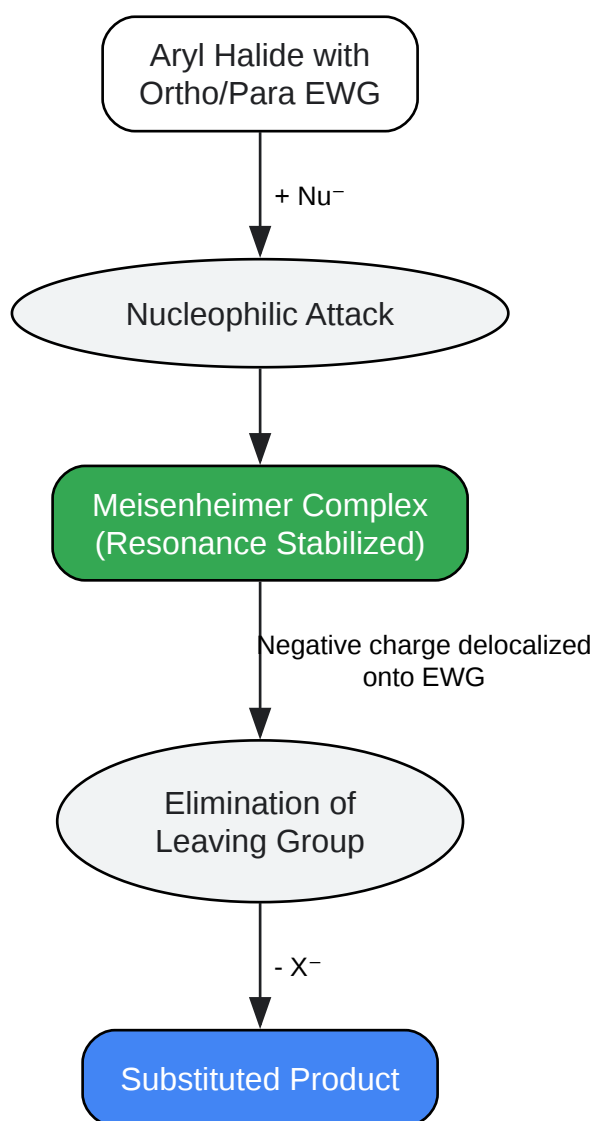 Aryl Halide with
Ortho/Para EWG
+ Nu⁻
Nucleophilic Attack
Meisenheimer Complex
(Resonance Stabilized)
Negative charge delocalized
onto EWG
Elimination of
Leaving Group
- X⁻
Substituted Product